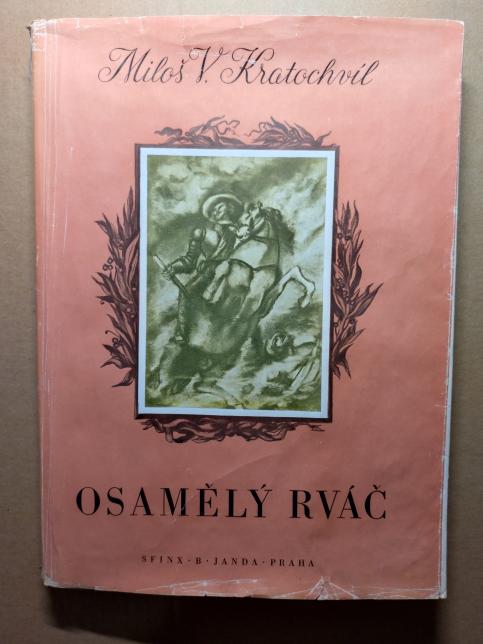 Miloš V. Kratochvíl
OSAMĚLÝ RVÁČ
SFINX · B · JANDA · PRAHA